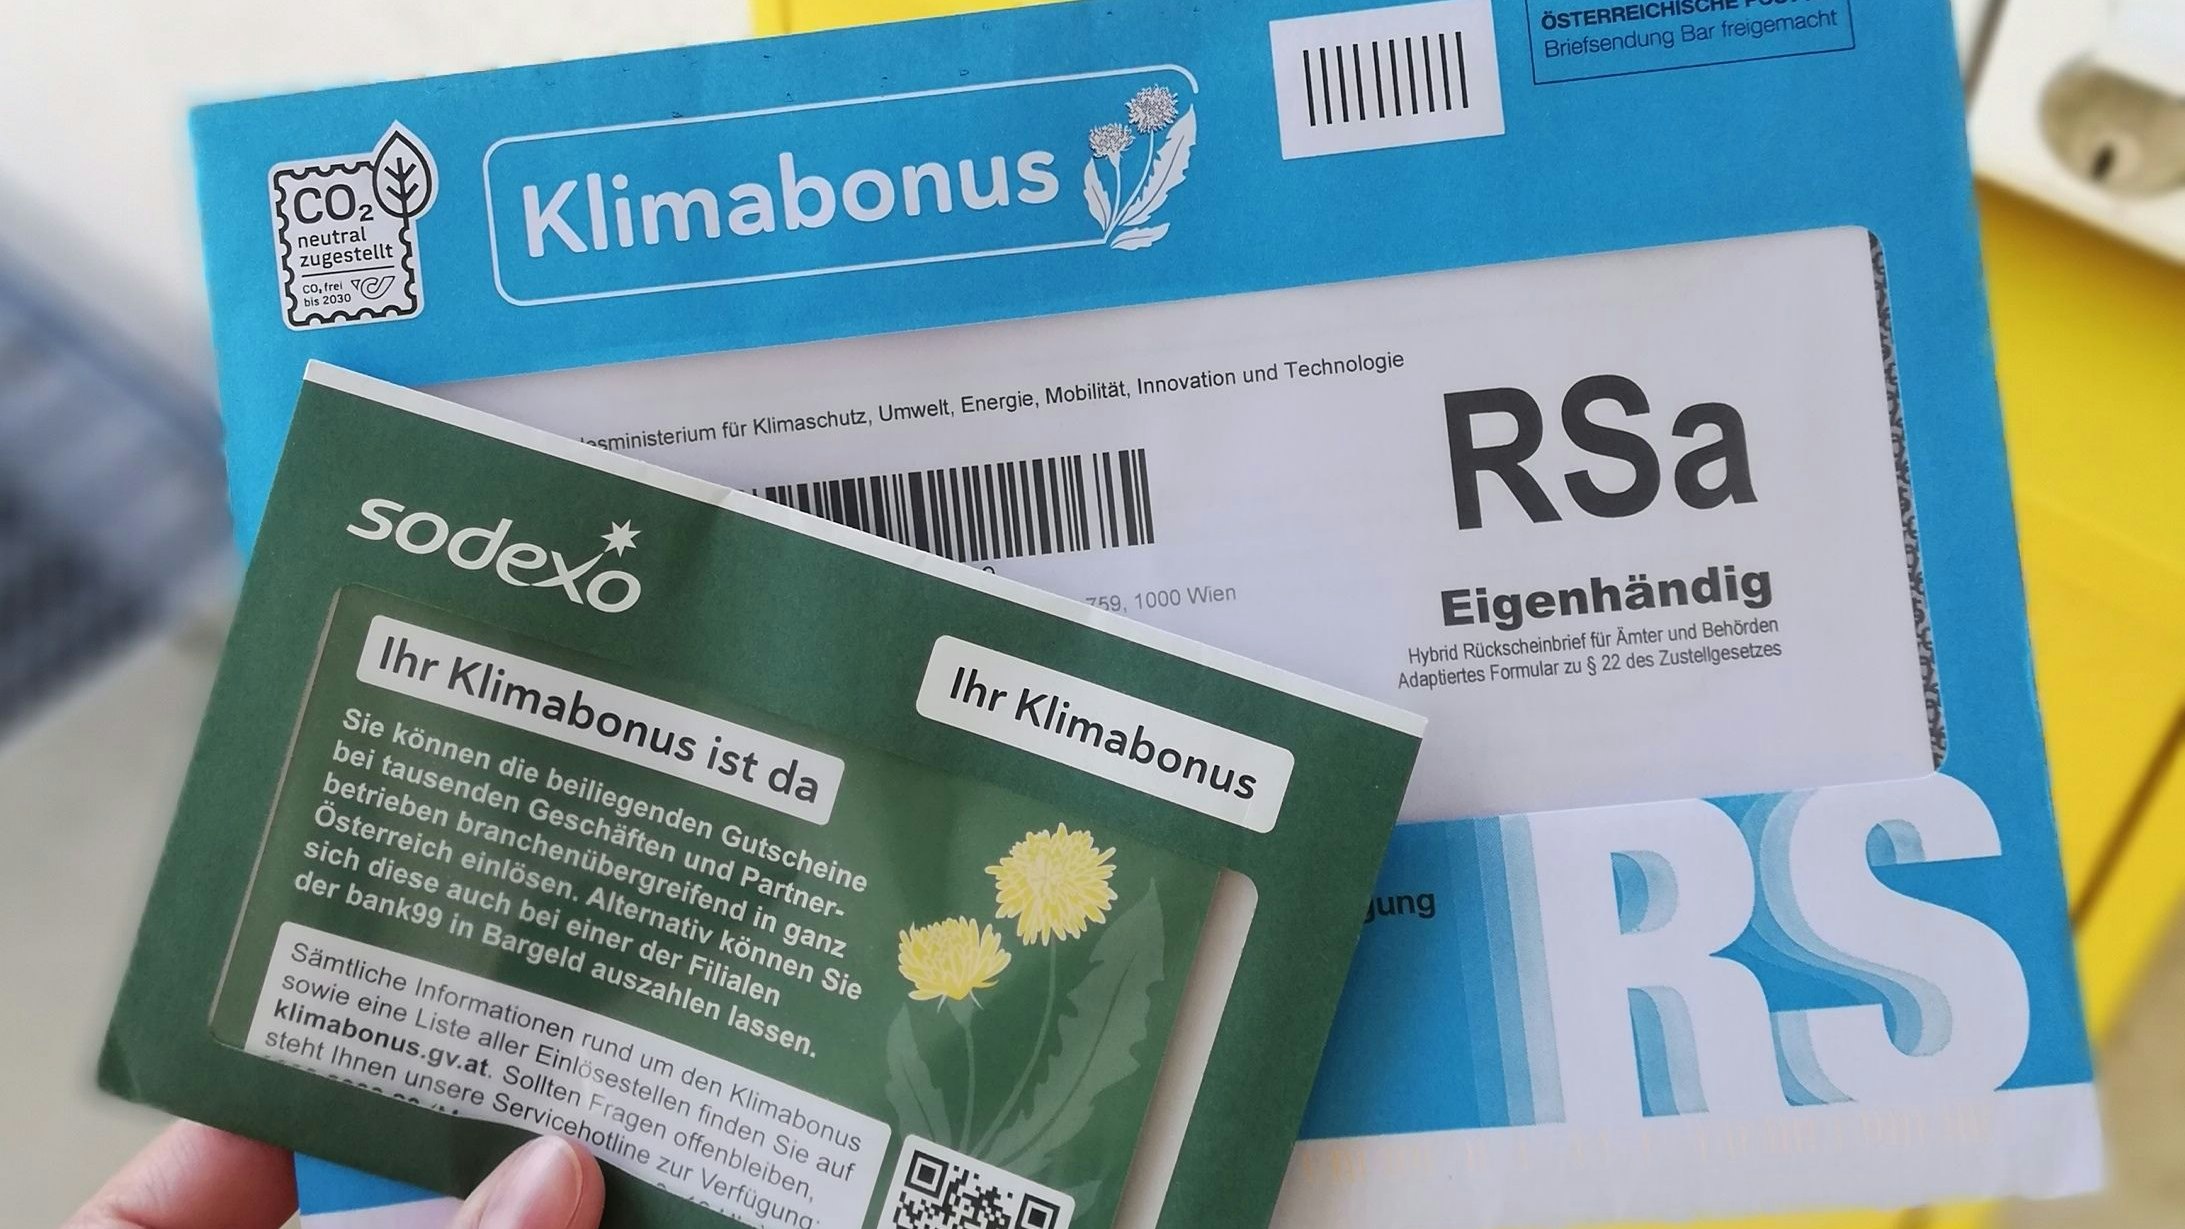 ÖSTERREICHISCHE
Briefsendung Bar freigemacht
CO₂
neutral
zugestellt
CO₂ frei
bis 2030
Klimabonus
für Klimaschutz, Umwelt, Energie, Mobilität, Innovation und Technologie
RSa
Eigenhändig
Hybrid Rückscheinbrief für Ämter und Behörden
Adaptiertes Formular zu § 22 des Zustellgesetzes
759, 1000 Wien
RS
sodexo
Ihr Klimabonus ist da
Ihr Klimabonus
Sie können die beiliegenden Gutscheine
bei tausenden Geschäften und Partner-
betrieben branchenübergreifend in ganz
Österreich einlösen. Alternativ können Sie
sich diese auch bei einer der Filialen
der bank99 in Bargeld auszahlen lassen.
Sämtliche Informationen rund um den Klimabonus
sowie eine Liste aller Einlösestellen finden Sie auf
klimabonus.gv.at. Sollten Fragen offenbleiben,
steht Ihnen unsere Servicehotline zur Verfügung: